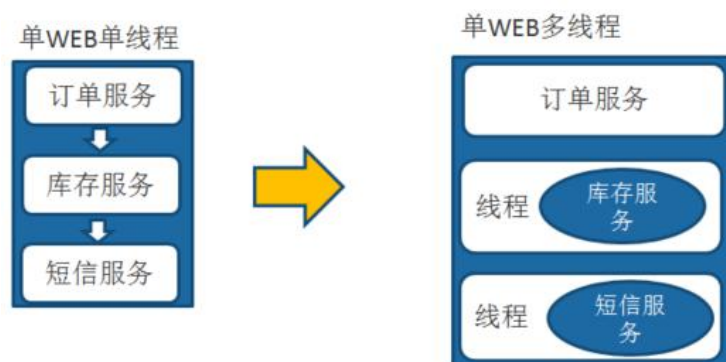 单WEB单线程
订单服务
库存服务
短信服务
单WEB多线程
订单服务
线程
库存服
务
线程
短信服
务